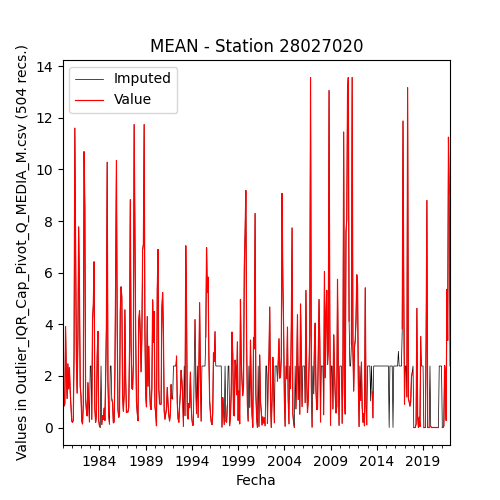 MEAN - Station 28027020
Values in Outlier_IQR_Cap_Pivot_Q_MEDIA_M.csv (504 recs.)
14
12
10
8
6
4
2
0
Imputed
Value
1984 1989 1994 1999 2004 2009 2014 2019
Fecha